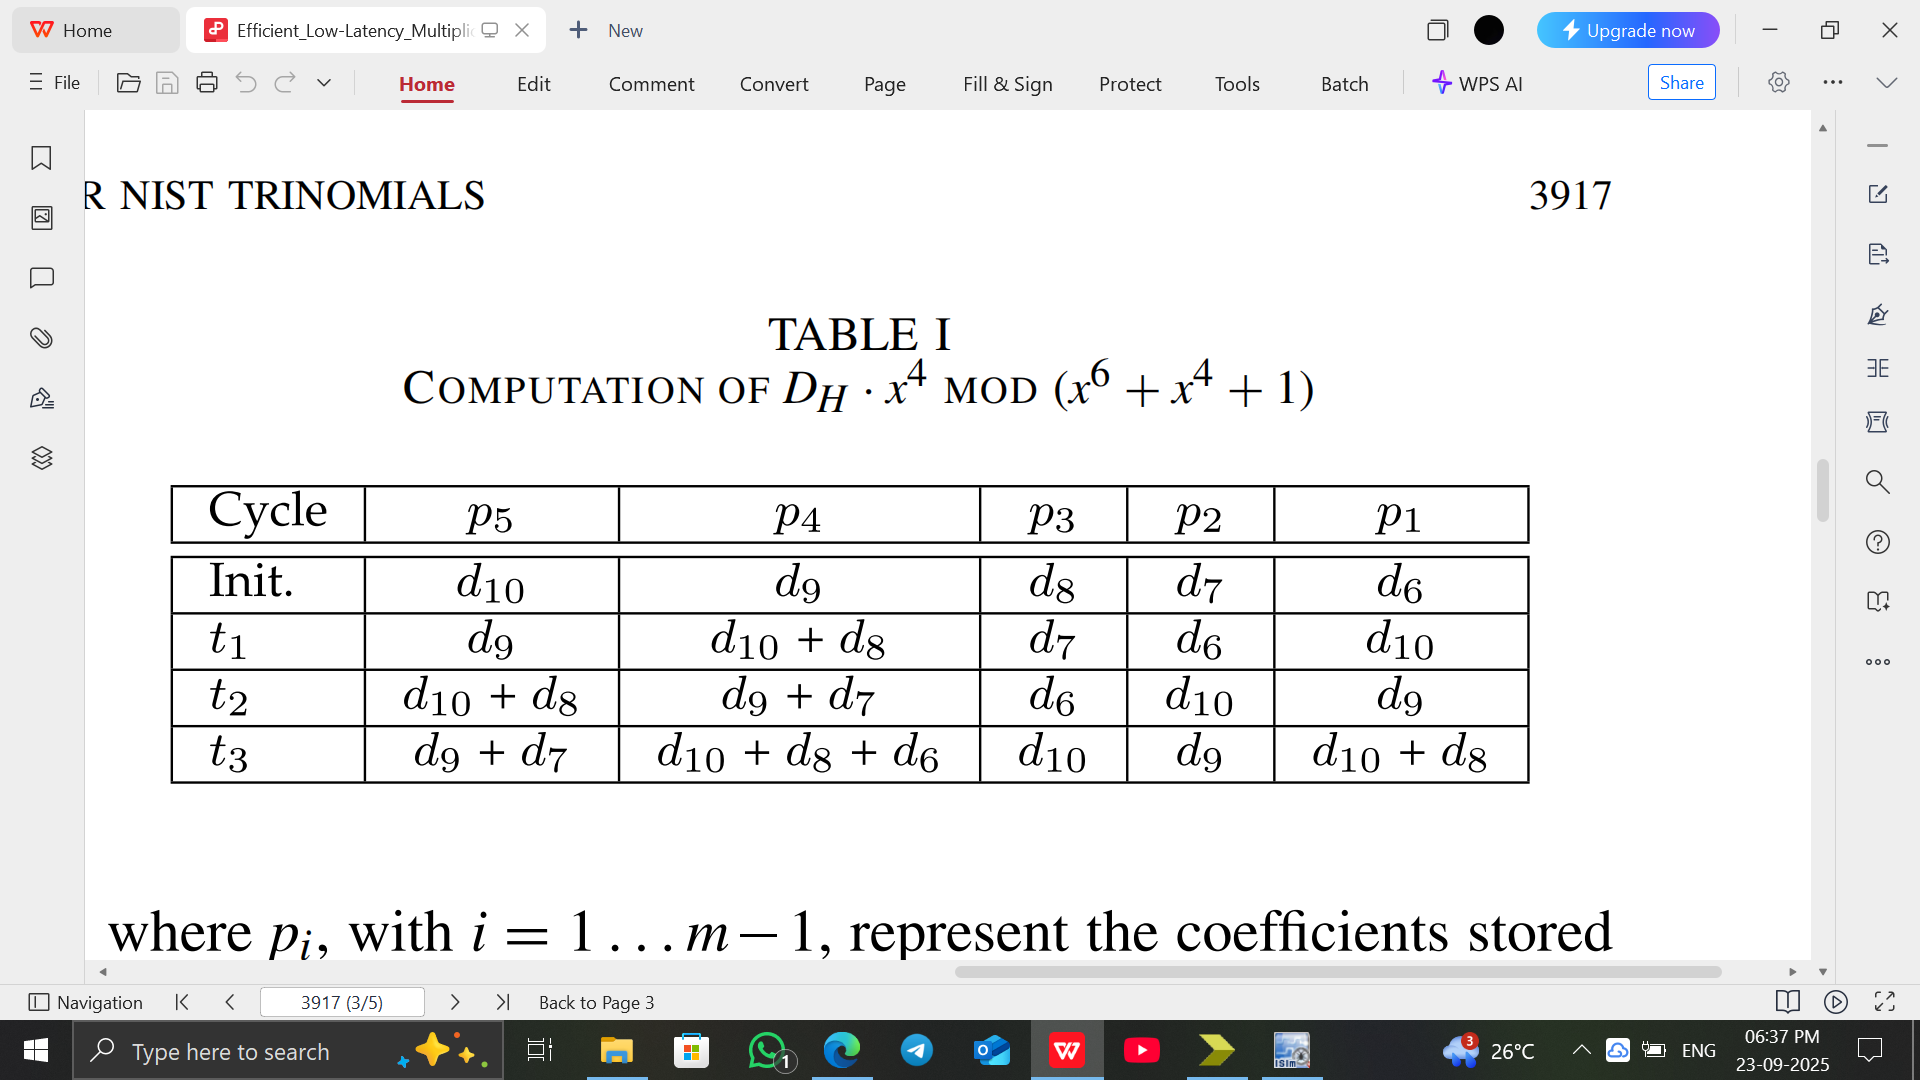 Home
Efficient_Low-Latency_Multipli
New
Upgrade now
File
Home Edit Comment Convert Page Fill & Sign Protect Tools Batch WPS AI Share
R NIST TRINOMIALS 3917
TABLE I
COMPUTATION OF D_H · x^4 MOD (x^6 + x^4 + 1)
Cycle p5 p4 p3 p2 p1
Init. d10 d9 d8 d7 d6
t1 d9 d10 + d8 d7 d6 d10
t2 d10 + d8 d9 + d7 d6 d10 d9
t3 d9 + d7 d10 + d8 + d6 d10 d9 d10 + d8
where p_i, with i = 1 . . . m − 1, represent the coefficients stored
Navigation 3917 (3/5) Back to Page 3
Type here to search 1 3 26°C ENG 06:37 PM
23-09-2025
ISim